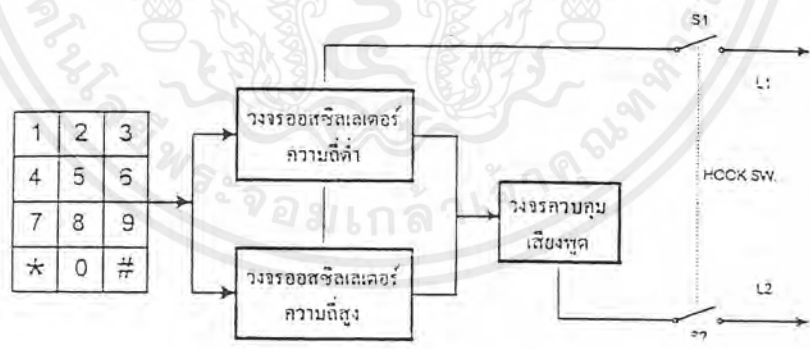 S1
L1
1 2 3
4 5 6
7 8 9
* 0 #
วงจรออสซิลเลเตอร์
ความถี่ต่ำ
วงจรออสซิลเลเตอร์
ความถี่สูง
วงจรควบคุม
เสียงพูด
HOOK SW.
L2
S2